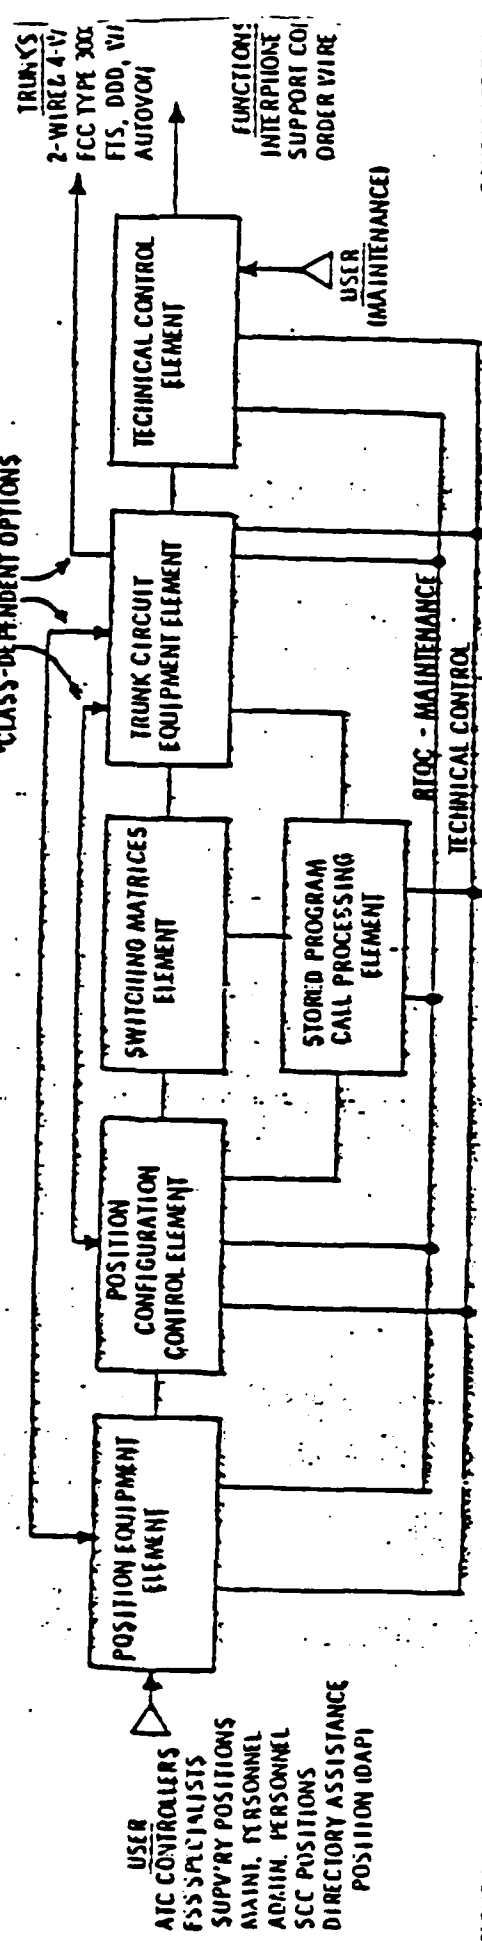 TRUNKS
2-WIRE & 4-W
FCC TYPE 300
FTS, DDD,
AUTOVON
FUNCTIONS
INTERPHONE
SUPPORT
ORDER WIRE
CLASS-DEPENDENT OPTIONS
USER
ATC CONTROLLERS
FSS SPECIALISTS
SUPV'RY POSITIONS
MAINT. PERSONNEL
ADMIN. PERSONNEL
SCC POSITIONS
DIRECTORY ASSISTANCE
POSITION (DAP)
POSITION EQUIPMENT
ELEMENT
POSITION
CONFIGURATION
CONTROL ELEMENT
SWITCHING MATRICES
ELEMENT
TRUNK CIRCUIT
EQUIPMENT ELEMENT
TECHNICAL CONTROL
ELEMENT
STORED PROGRAM
CALL PROCESSING
ELEMENT
USER
(MAINTENANCE)
RTQC - MAINTENANCE
TECHNICAL CONTROL